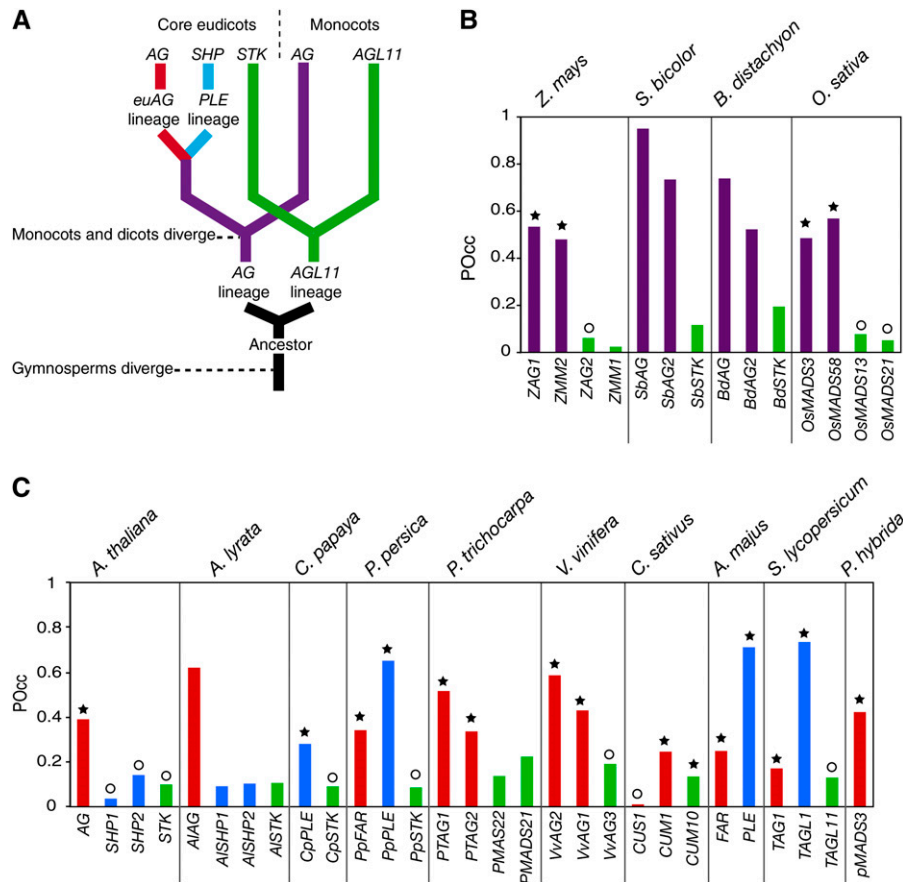 A
Core eudicots
Monocots
AG SHP STK AG AGL11
euAG PLE
lineage lineage
Monocots and dicots diverge
AG AGL11
lineage lineage
Ancestor
Gymnosperms diverge
B
Z. mays
S. bicolor
B. distachyon
O. sativa
POcc
1
0.8
0.6
0.4
0.2
0
ZAG1
ZMM2
ZAG2
ZMM1
SbAG
SbAG2
SbSTK
BdAG
BdAG2
BdSTK
OsMADS3
OsMADS58
OsMADS13
OsMADS21
C
A. thaliana
A. lyrata
C. papaya
P. persica
P. trichocarpa
V. vinifera
C. sativus
A. majus
S. lycopersicum
P. hybrida
POcc
1
0.8
0.6
0.4
0.2
0
AG
SHP1
SHP2
STK
AlAG
AlSHP1
AlSHP2
AlSTK
CpPLE
CpSTK
PpFAR
PpPLE
PpSTK
PTAG1
PTAG2
PMAS22
PMADS21
VvAG2
VvAG1
VvAG3
CUS1
CUM1
CUM10
FAR
PLE
TAG1
TAGL1
TAGL11
pMADS3